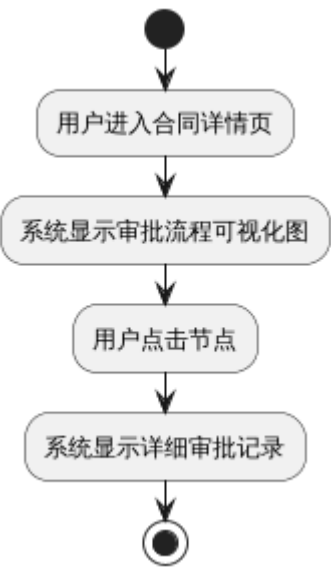 用户进入合同详情页
系统显示审批流程可视化图
用户点击节点
系统显示详细审批记录